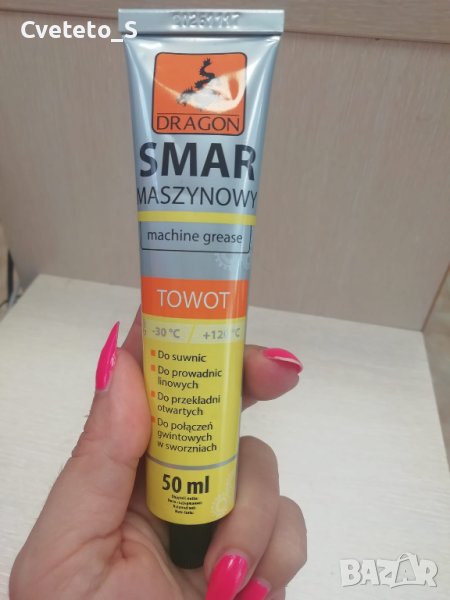 Cveteto_S
DRAGON
SMAR
MASZYNOWY
machine grease
TOWOT
-30 °C / +120°C
Do suwnic
Do prowadnic
linowych
Do przekładni
otwartych
Do połączeń
gwintowych
w sworzniach
50 ml
BAZAR